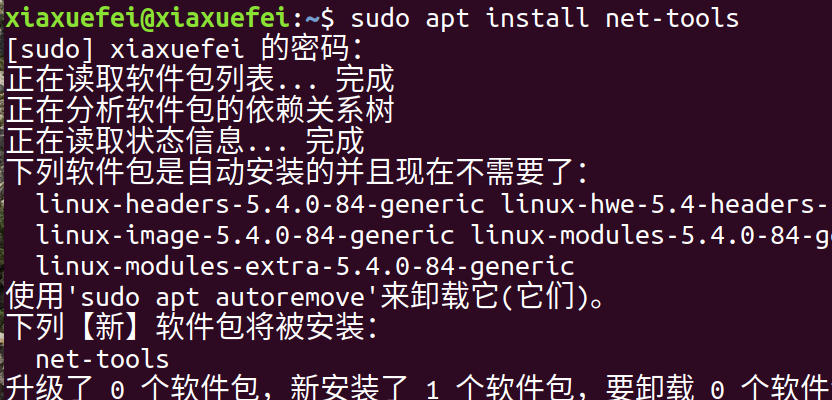 xiaxuefei@xiaxuefei:~$ sudo apt install net-tools
[sudo] xiaxuefei 的密码：
正在读取软件包列表... 完成
正在分析软件包的依赖关系树
正在读取状态信息... 完成
下列软件包是自动安装的并且现在不需要了：
linux-headers-5.4.0-84-generic linux-hwe-5.4-headers-
linux-image-5.4.0-84-generic linux-modules-5.4.0-84-g
linux-modules-extra-5.4.0-84-generic
使用'sudo apt autoremove'来卸载它(它们)。
下列【新】软件包将被安装：
net-tools
升级了 0 个软件包，新安装了 1 个软件包，要卸载 0 个软件